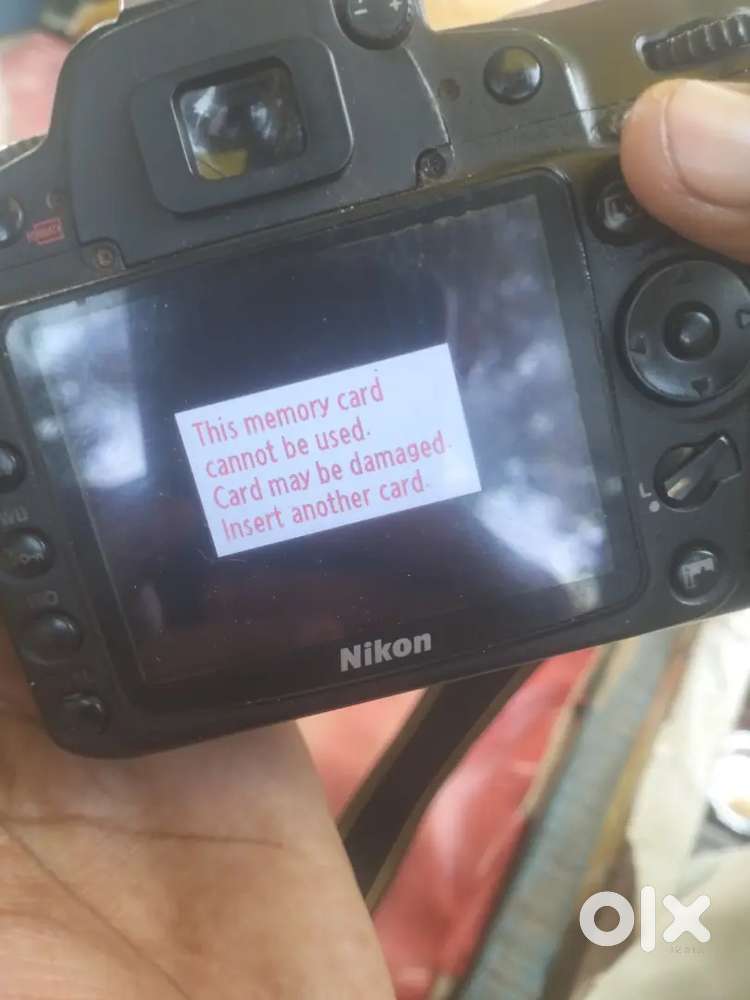 This memory card
cannot be used.
Card may be damaged.
Insert another card.
Nikon
L
olx